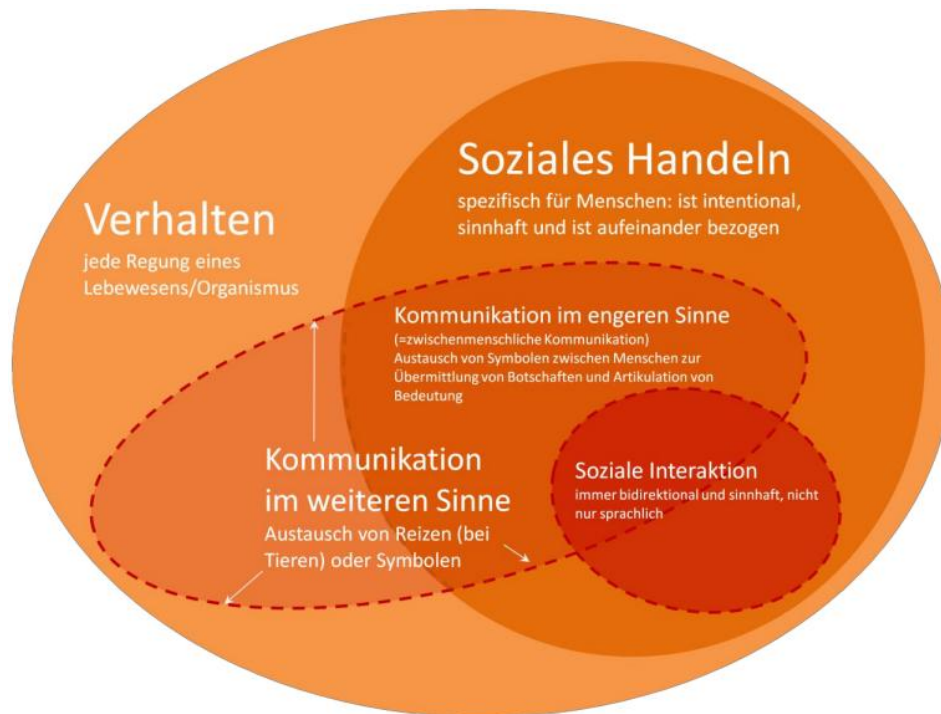 Soziales Handeln
spezifisch für Menschen: ist intentional,
sinnhaft und ist aufeinander bezogen
Verhalten
jede Regung eines
Lebewesens/Organismus
Kommunikation im engeren Sinne
(=zwischenmenschliche Kommunikation)
Austausch von Symbolen zwischen Menschen zur
Übermittlung von Botschaften und Artikulation von
Bedeutung
Kommunikation
im weiteren Sinne
Austausch von Reizen (bei
Tieren) oder Symbolen
Soziale Interaktion
immer bidirektional und sinnhaft, nicht
nur sprachlich